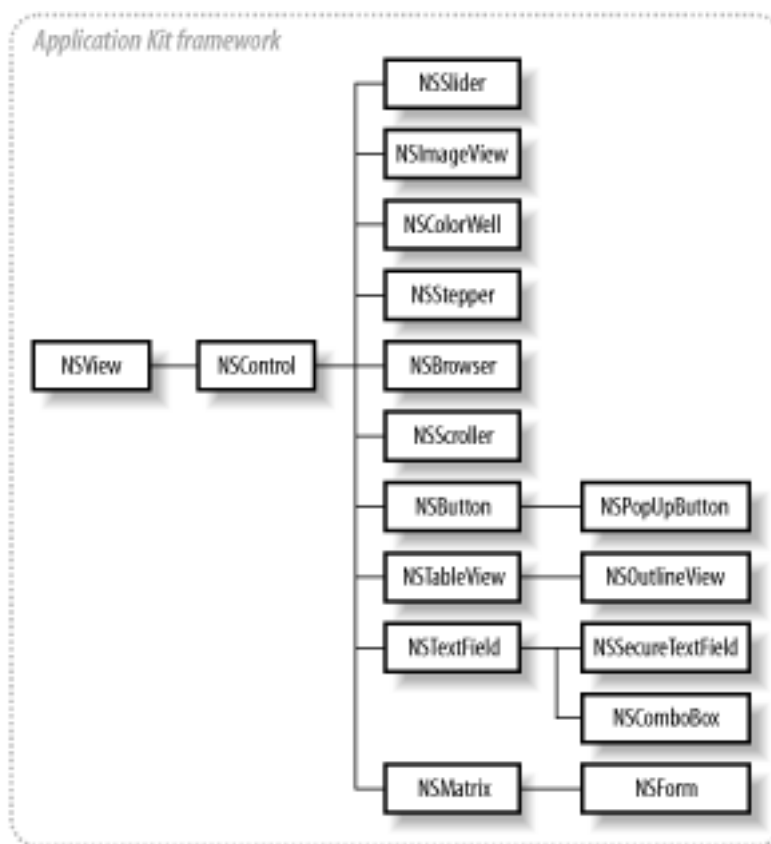 Application Kit framework
NSSlider
NSImageView
NSColorWell
NSStepper
NSView
NSControl
NSBrowser
NSScroller
NSButton
NSPopUpButton
NSTableView
NSOutlineView
NSTextField
NSSecureTextField
NSComboBox
NSMatrix
NSForm